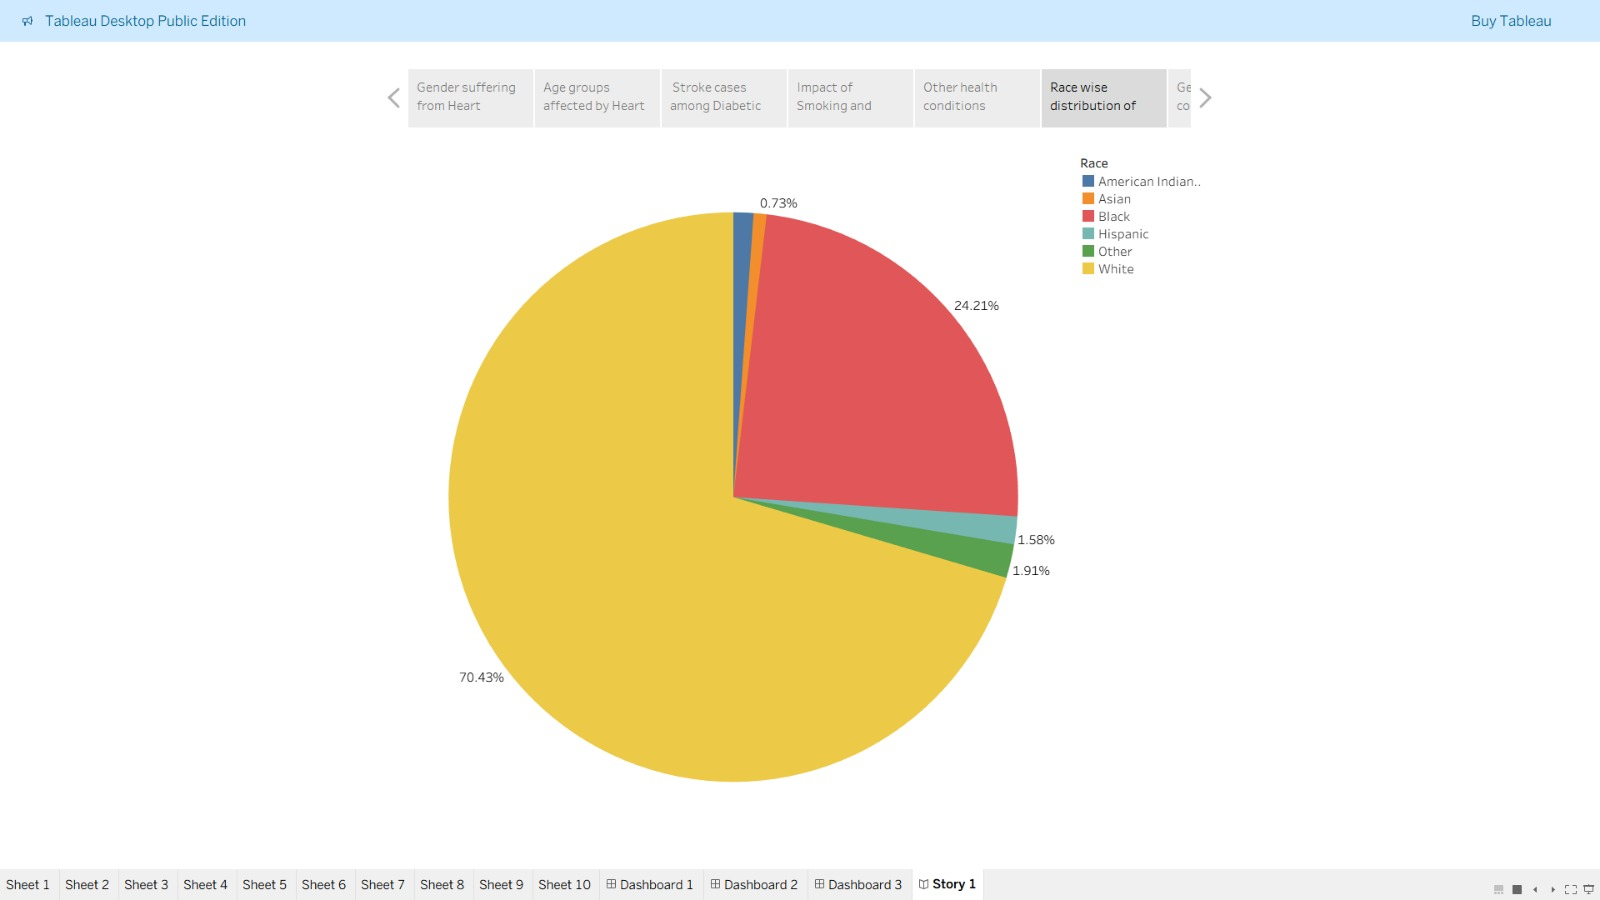 Tableau Desktop Public Edition
Buy Tableau
Gender suffering
from Heart
Age groups
affected by Heart
Stroke cases
among Diabetic
Impact of
Smoking and
Other health
conditions
Race wise
distribution of
Ge
co
Race
American Indian..
Asian
Black
Hispanic
Other
White
0.73%
24.21%
1.58%
1.91%
70.43%
Sheet 1
Sheet 2
Sheet 3
Sheet 4
Sheet 5
Sheet 6
Sheet 7
Sheet 8
Sheet 9
Sheet 10
Dashboard 1
Dashboard 2
Dashboard 3
Story 1